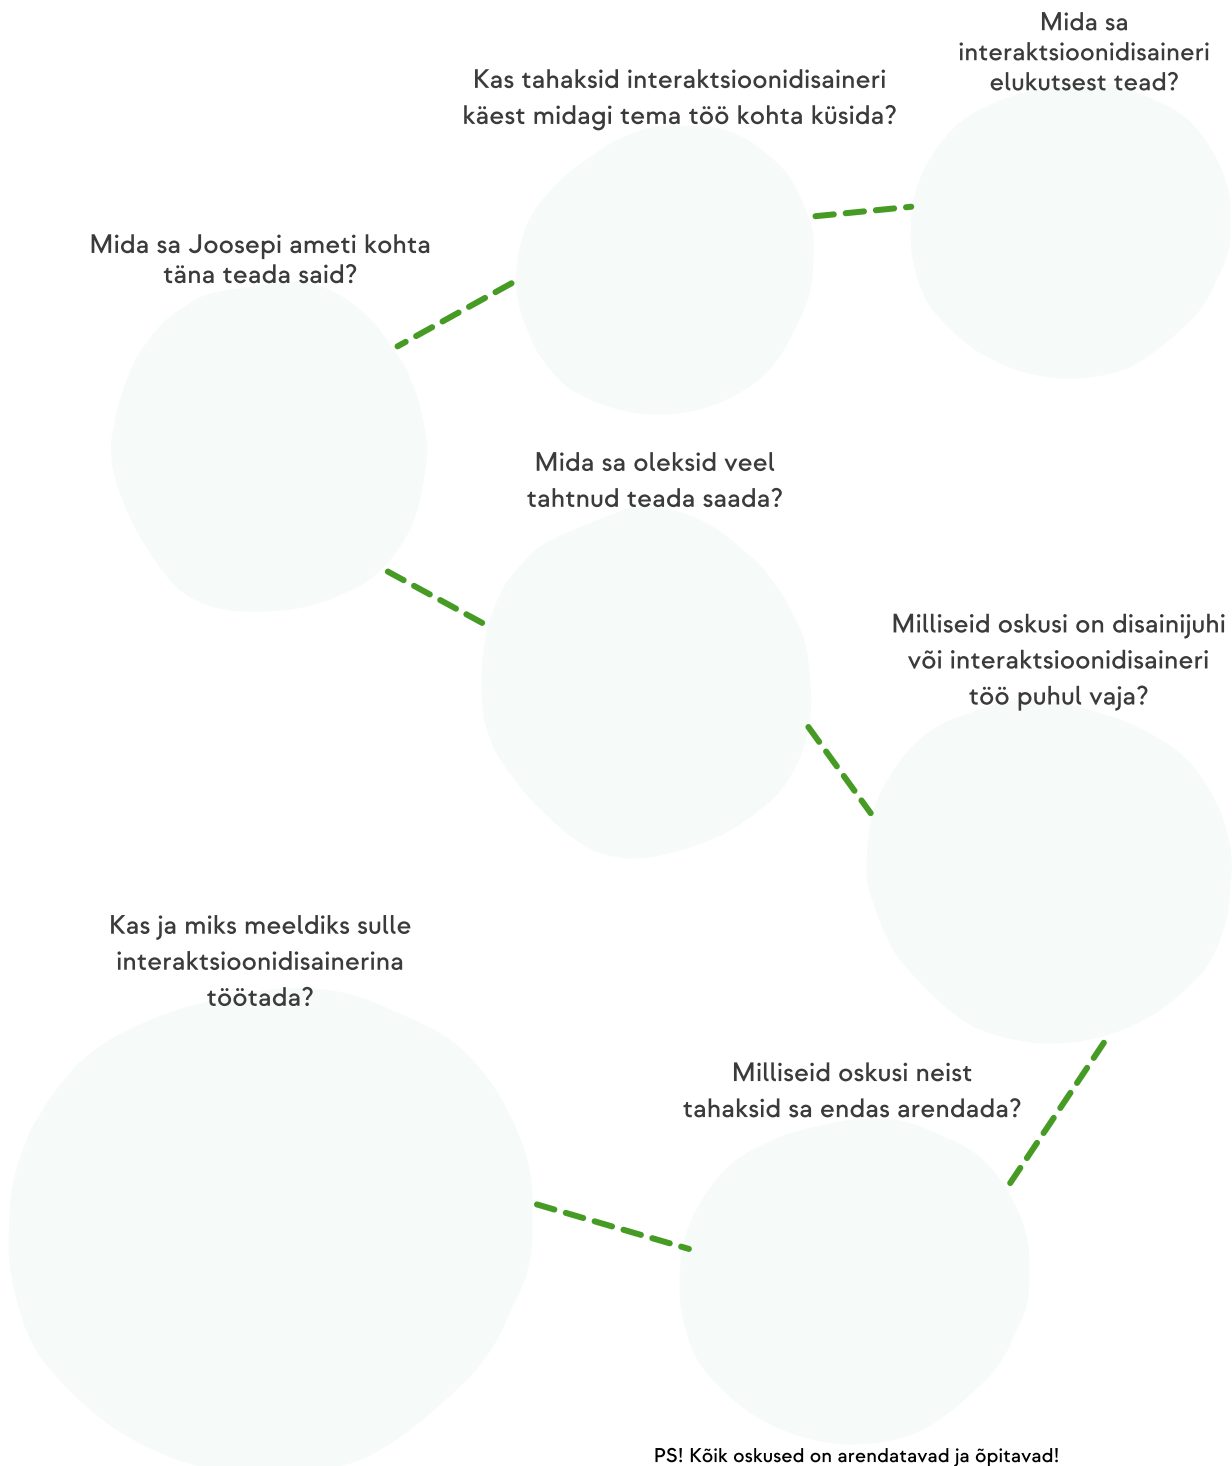 Mida sa
interaktsioonidisaineri
elukutsest tead?
Kas tahaksid interaktsioonidisaineri
käest midagi tema töö kohta küsida?
Mida sa Joosepi ameti kohta
täna teada said?
Mida sa oleksid veel
tahtnud teada saada?
Milliseid oskusi on disainijuhi
või interaktsioonidisaineri
töö puhul vaja?
Milliseid oskusi neist
tahaksid sa endas arendada?
Kas ja miks meeldiks sulle
interaktsioonidisainerina
töötada?
PS! Kõik oskused on arendatavad ja õpitavad!